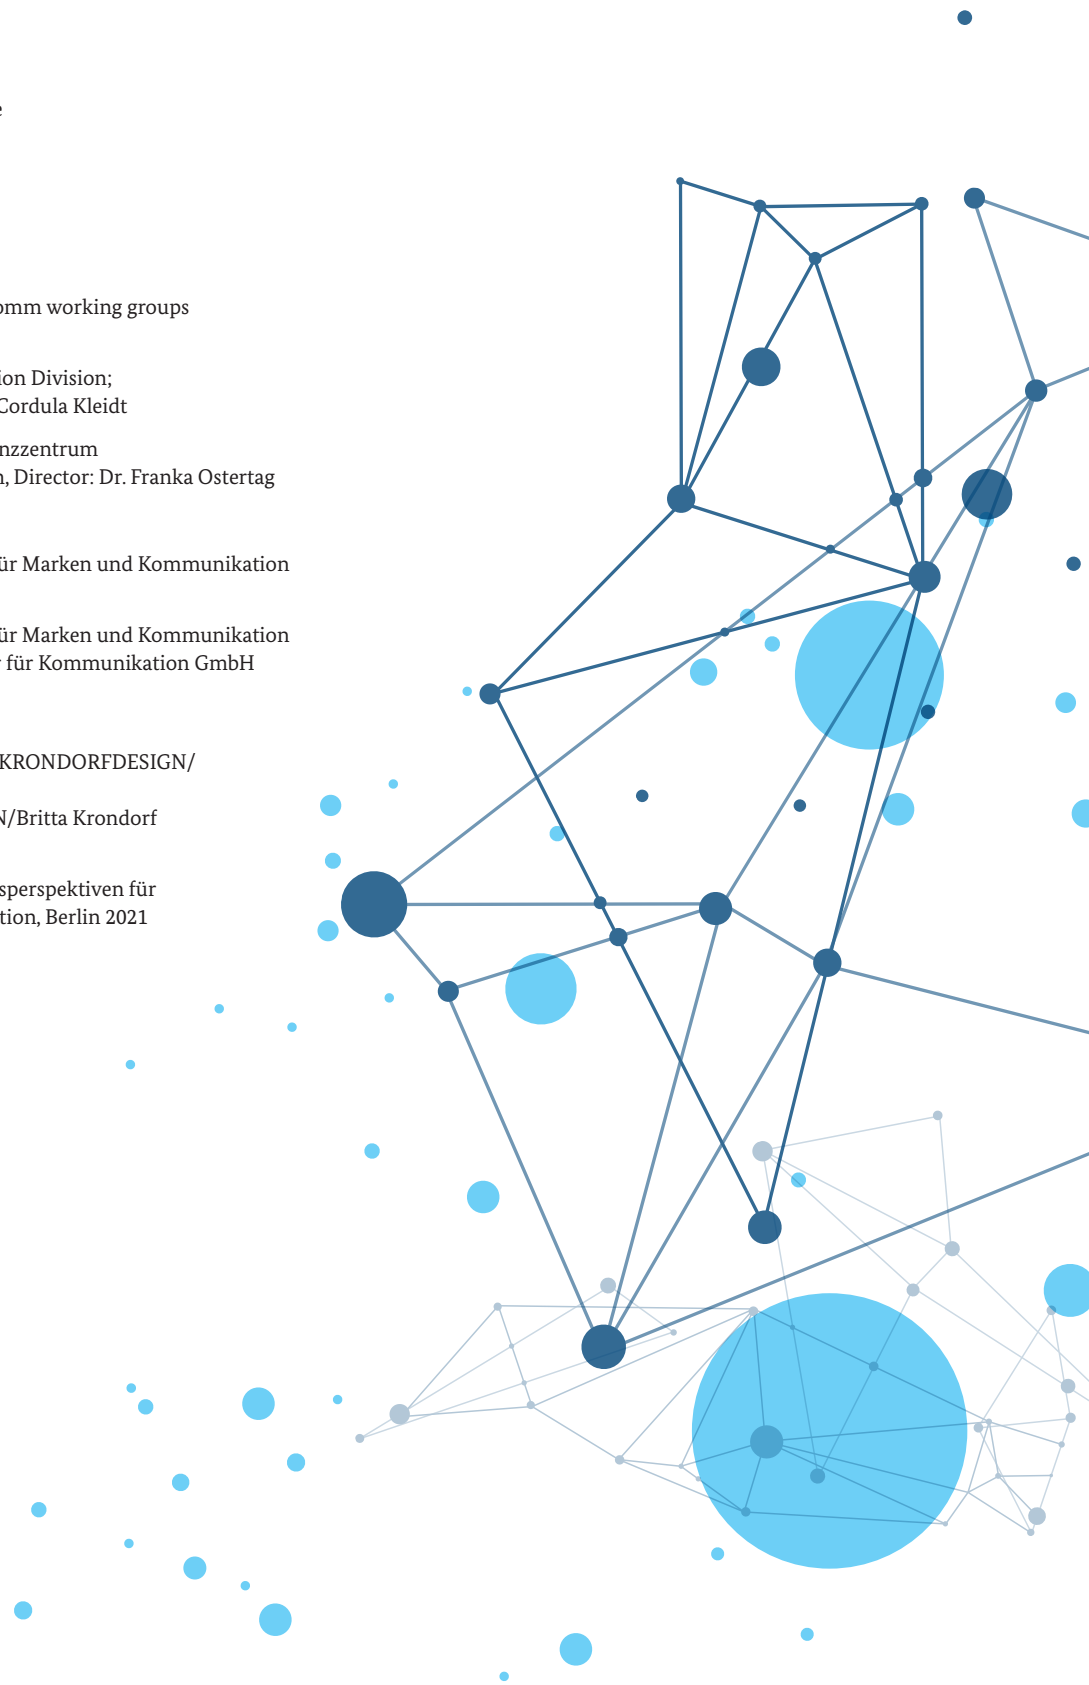 e
omm working groups
ion Division;
Cordula Kleidt
nzzentrum
n, Director: Dr. Franka Ostertag
ür Marken und Kommunikation
ür Marken und Kommunikation
r für Kommunikation GmbH
KRONDORFDESIGN/
N/Britta Krondorf
sperspektiven für
tion, Berlin 2021